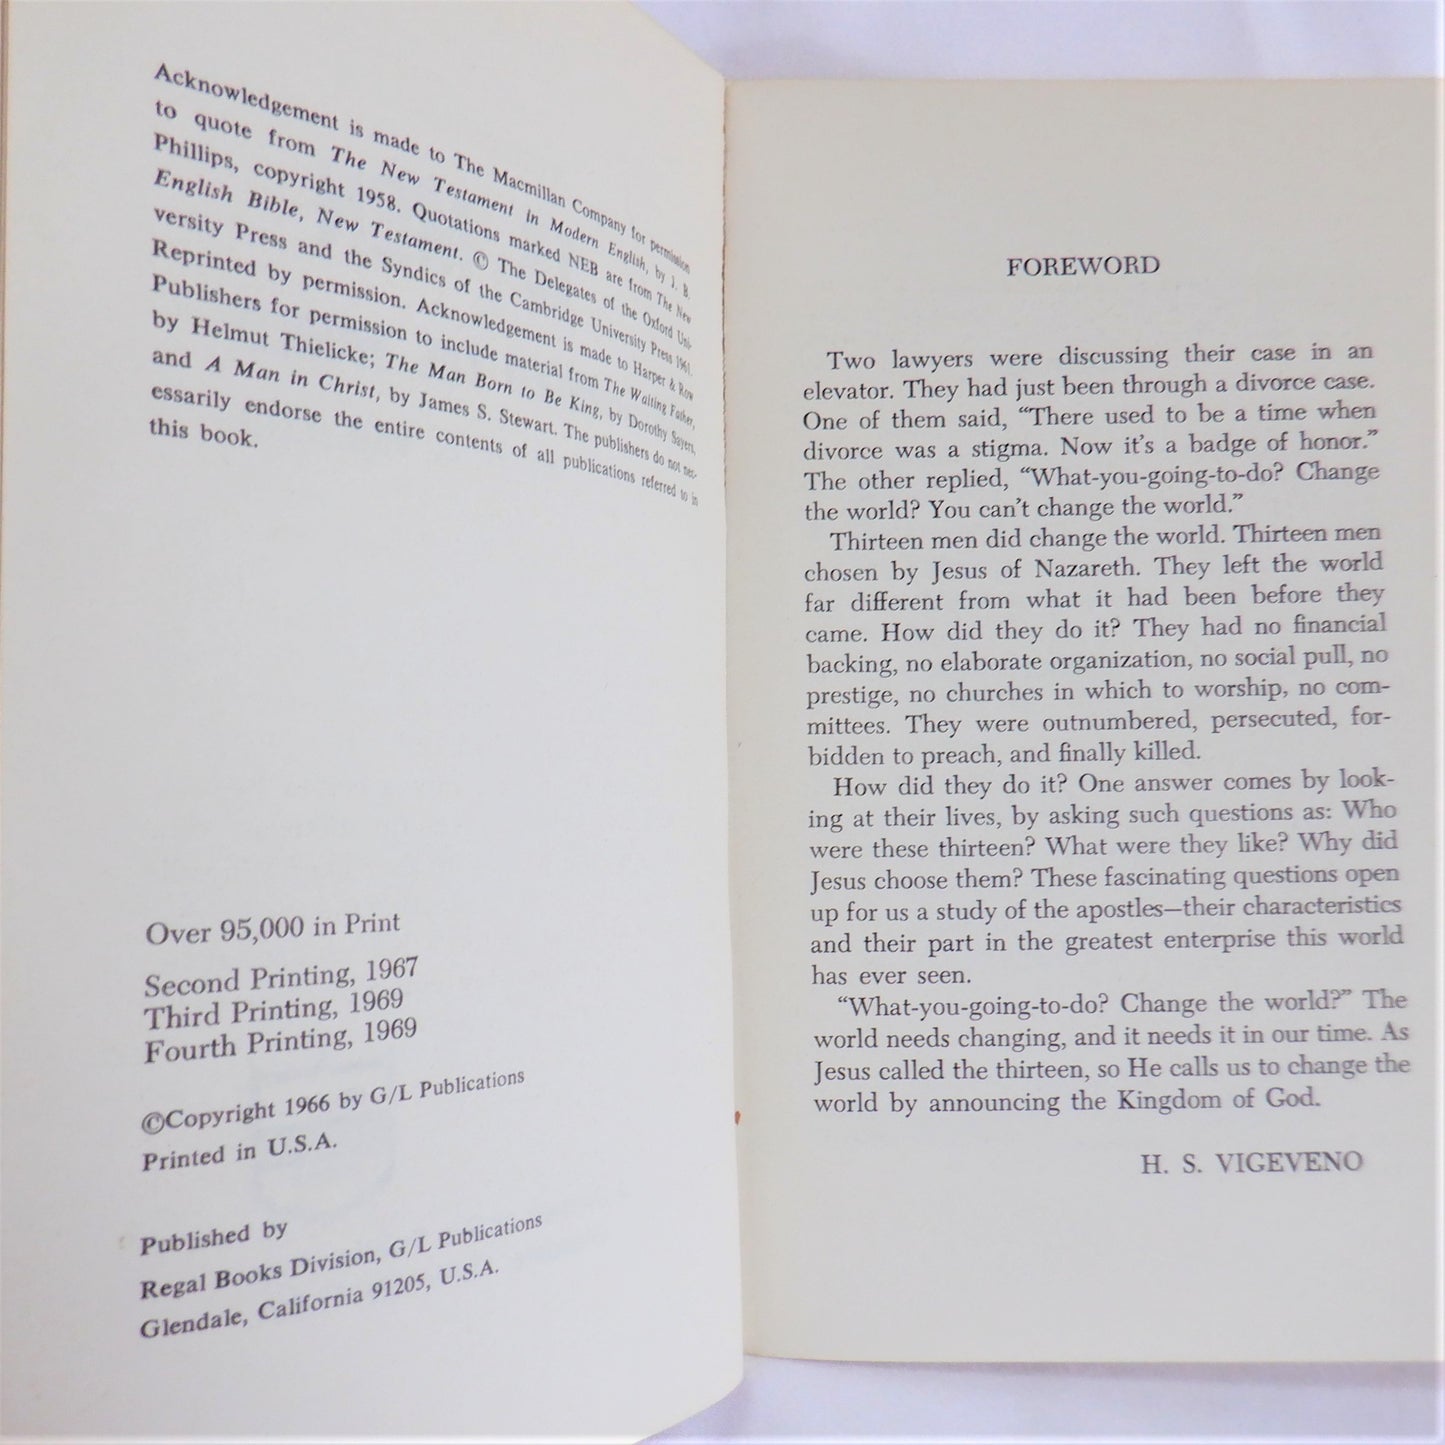 Acknowledgement is made to The Macmillan Company for permission
to quote from The New Testament in Modern English, by J. B.
Phillips, copyright 1958. Quotations marked NEB are from The New
English Bible, New Testament. © The Delegates of the Oxford Uni-
versity Press and the Syndics of the Cambridge University Press 1961.
Reprinted by permission. Acknowledgement is made to Harper & Row
Publishers for permission to include material from The Waiting Father,
by Helmut Thielicke; The Man Born to Be King, by Dorothy Sayers,
and A Man in Christ, by James S. Stewart. The publishers do not nec-
essarily endorse the entire contents of all publications referred to in
this book.
Over 95,000 in Print
Second Printing, 1967
Third Printing, 1969
Fourth Printing, 1969
©Copyright 1966 by G/L Publications
Printed in U.S.A.
Published by
Regal Books Division, G/L Publications
Glendale, California 91205, U.S.A.
FOREWORD
Two lawyers were discussing their case in an
elevator. They had just been through a divorce case.
One of them said, “There used to be a time when
divorce was a stigma. Now it’s a badge of honor.”
The other replied, “What-you-going-to-do? Change
the world? You can’t change the world.”
Thirteen men did change the world. Thirteen men
chosen by Jesus of Nazareth. They left the world
far different from what it had been before they
came. How did they do it? They had no financial
backing, no elaborate organization, no social pull, no
prestige, no churches in which to worship, no com-
mittees. They were outnumbered, persecuted, for-
bidden to preach, and finally killed.
How did they do it? One answer comes by look-
ing at their lives, by asking such questions as: Who
were these thirteen? What were they like? Why did
Jesus choose them? These fascinating questions open
up for us a study of the apostles—their characteristics
and their part in the greatest enterprise this world
has ever seen.
“What-you-going-to-do? Change the world?” The
world needs changing, and it needs it in our time. As
Jesus called the thirteen, so He calls us to change the
world by announcing the Kingdom of God.
H. S. VIGEVENO